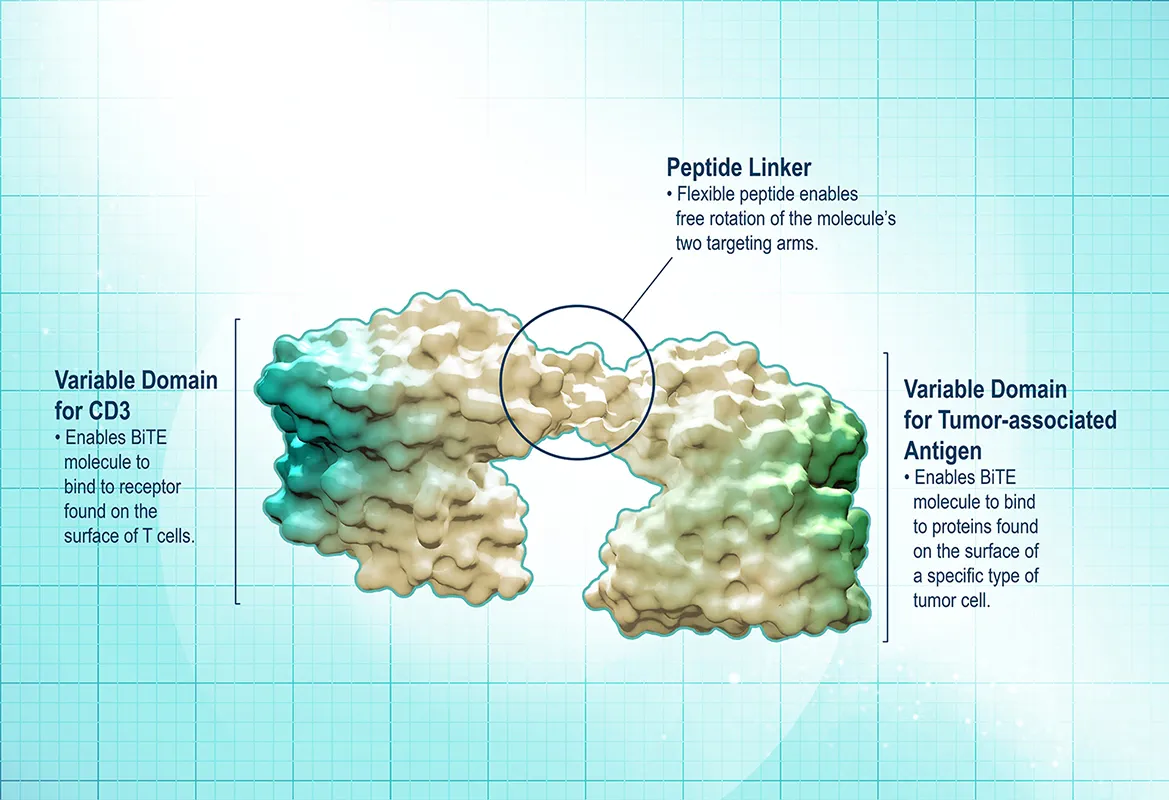 Peptide Linker
• Flexible peptide enables
free rotation of the molecule’s
two targeting arms.
Variable Domain
for CD3
• Enables BiTE
molecule to
bind to receptor
found on the
surface of T cells.
Variable Domain
for Tumor-associated
Antigen
• Enables BiTE
molecule to bind
to proteins found
on the surface of
a specific type of
tumor cell.